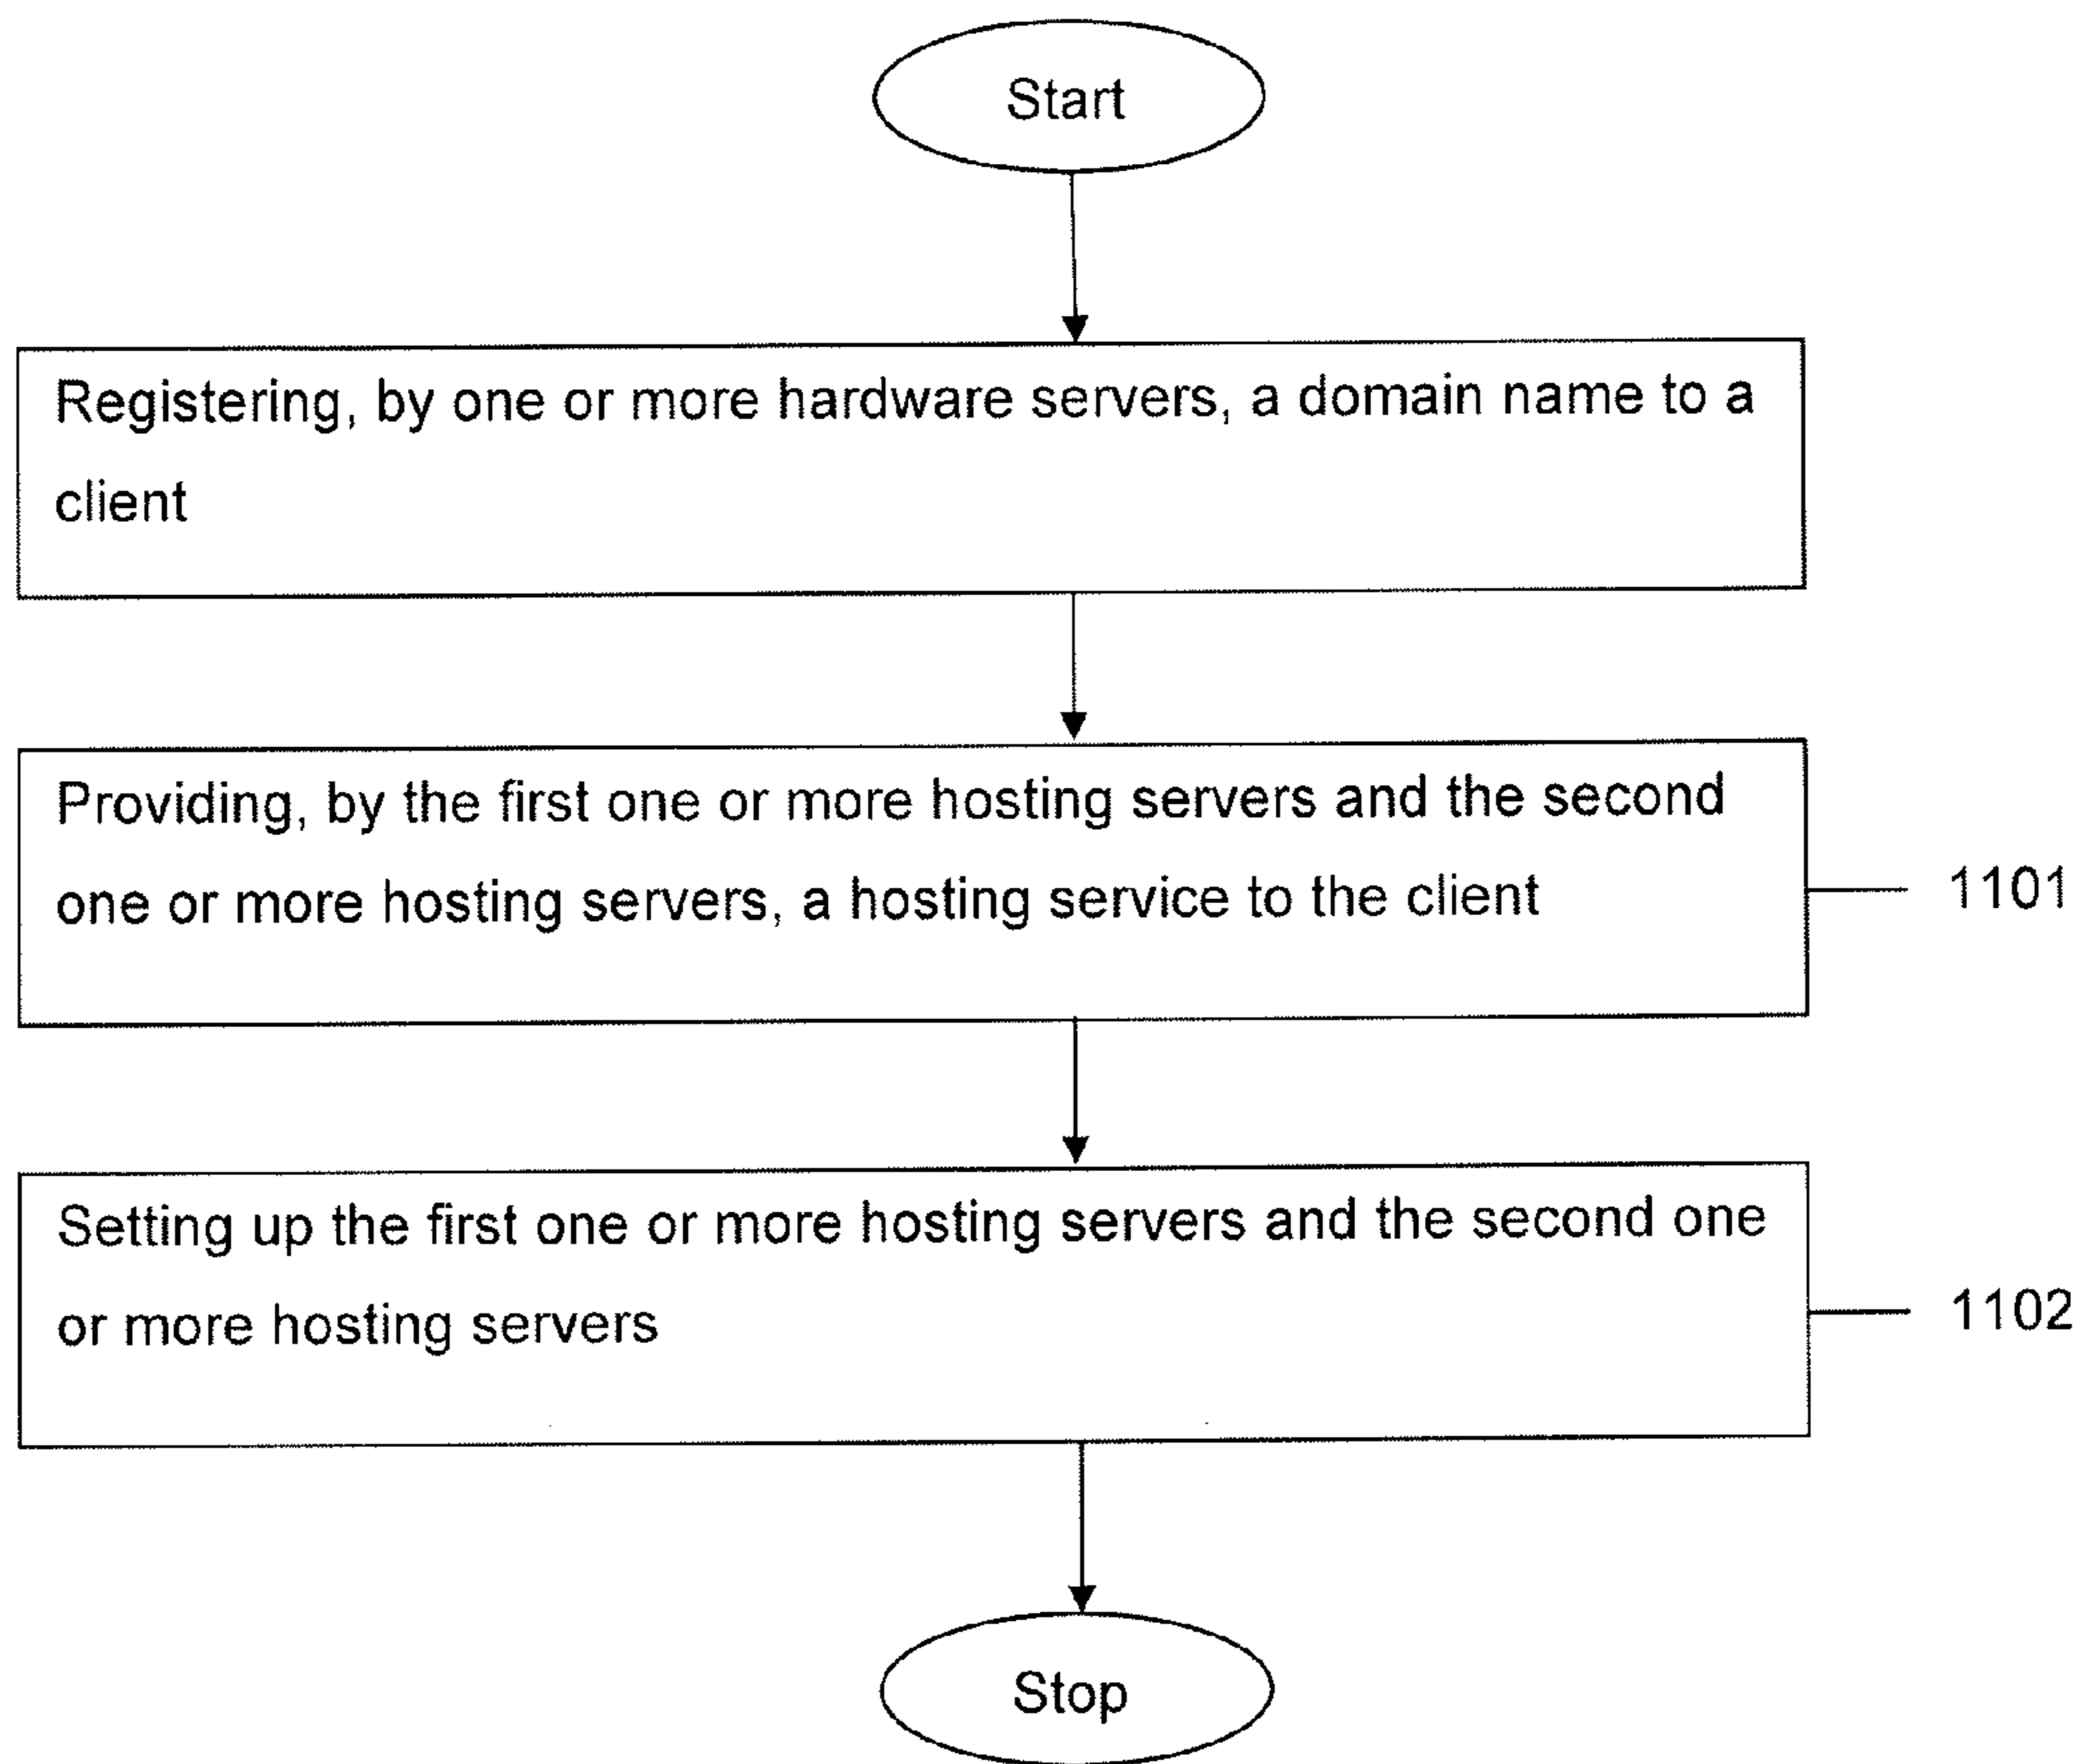 Start
Registering, by one or more hardware servers, a domain name to a
client
Providing, by the first one or more hosting servers and the second
one or more hosting servers, a hosting service to the client
1101
Setting up the first one or more hosting servers and the second one
or more hosting servers
1102
Stop